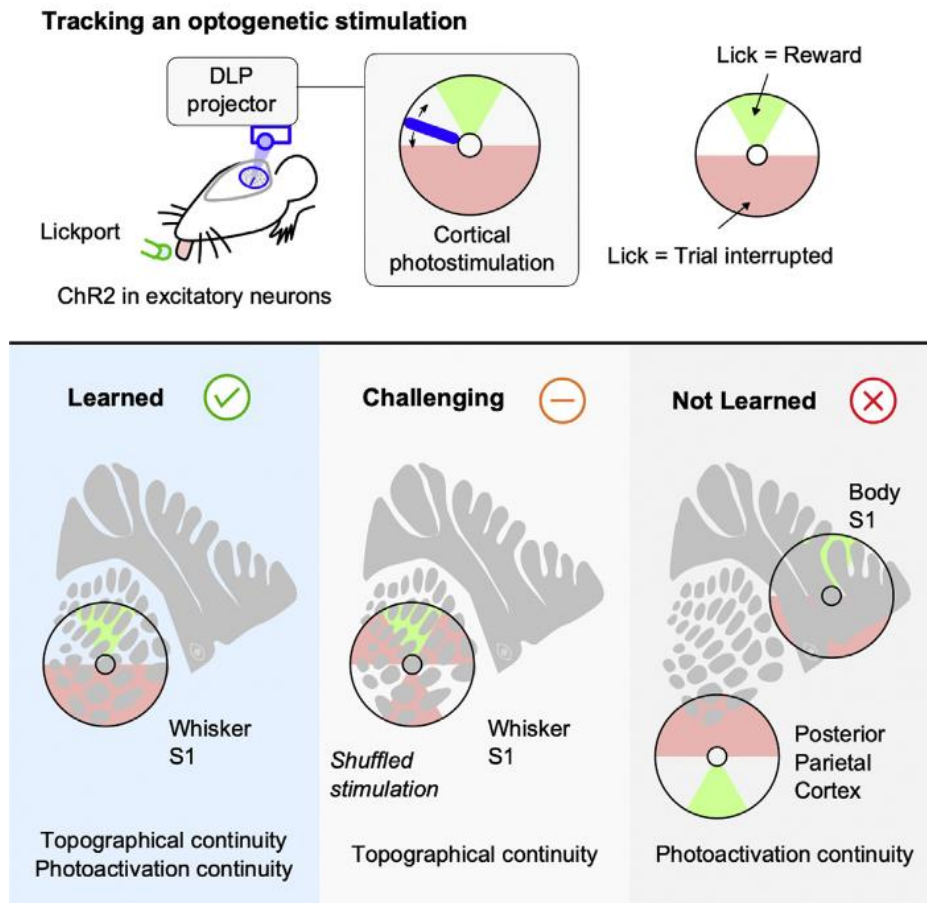 Tracking an optogenetic stimulation
DLP
projector
Lickport
ChR2 in excitatory neurons
Cortical
photostimulation
Lick = Reward
Lick = Trial interrupted
Learned
Whisker
S1
Topographical continuity
Photoactivation continuity
Challenging
Shuffled
stimulation
Whisker
S1
Topographical continuity
Not Learned
Body
S1
Posterior
Parietal
Cortex
Photoactivation continuity